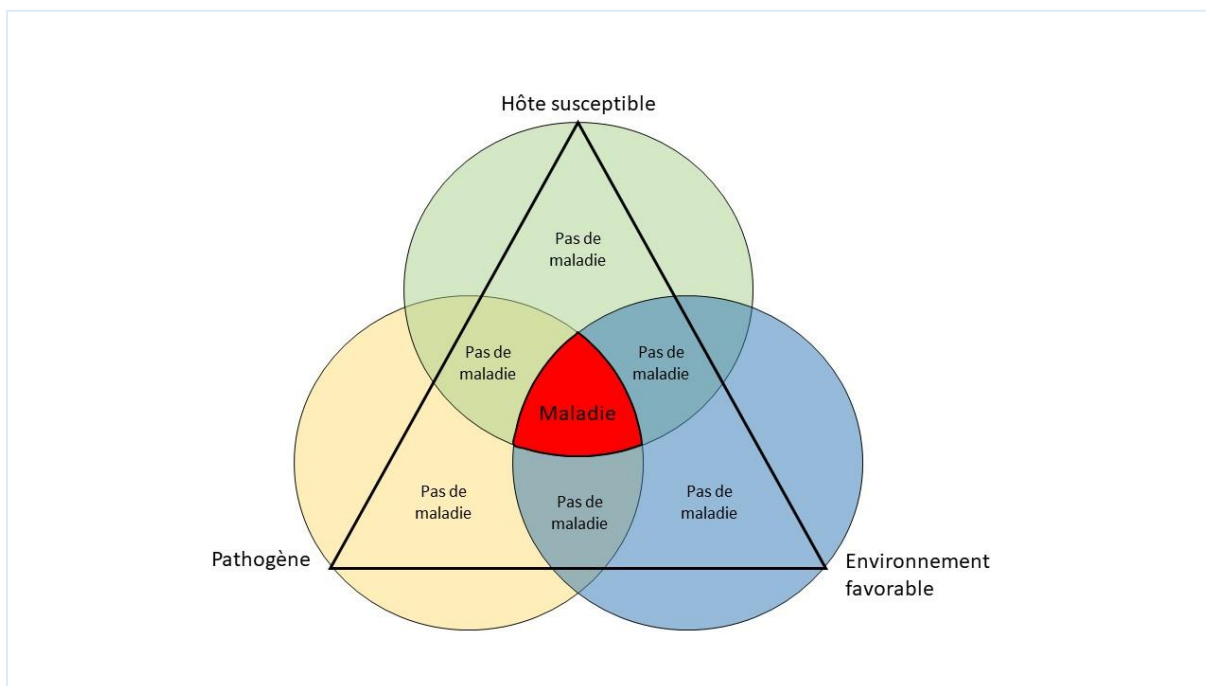 Hôte susceptible
Pas de
maladie
Pas de
maladie
Pas de
maladie
Maladie
Pas de
maladie
Pas de
maladie
Pas de
maladie
Pathogène
Environnement
favorable